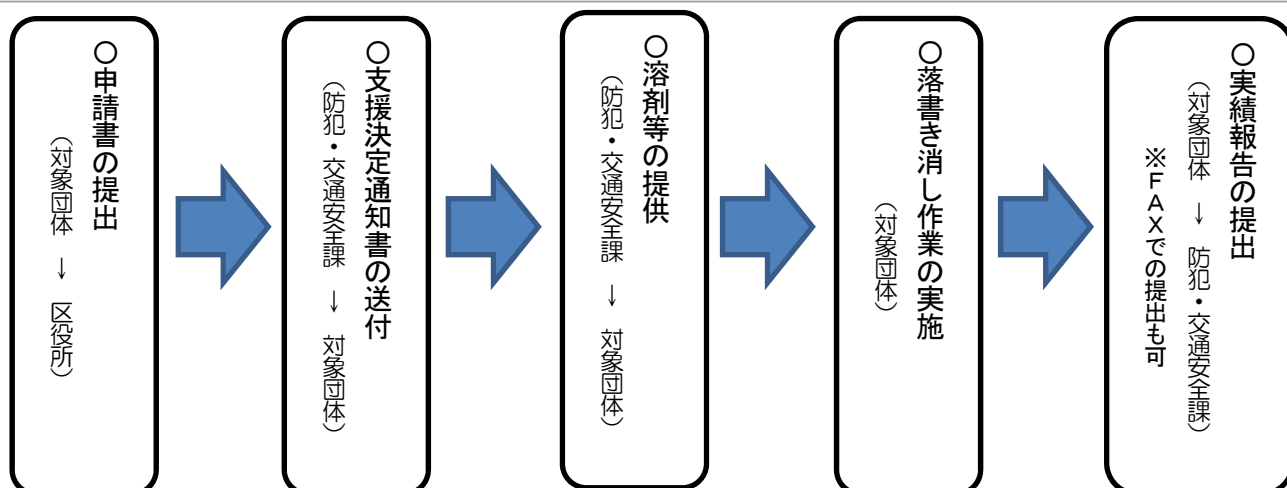 ○申請書の提出
（対象団体　→　区役所）
○支援決定通知書の送付
（防犯・交通安全課　→　対象団体）
○溶剤等の提供
（防犯・交通安全課　→　対象団体）
○落書き消し作業の実施
（対象団体）
○実績報告の提出
（対象団体　→　防犯・交通安全課）
※ＦＡＸでの提出も可